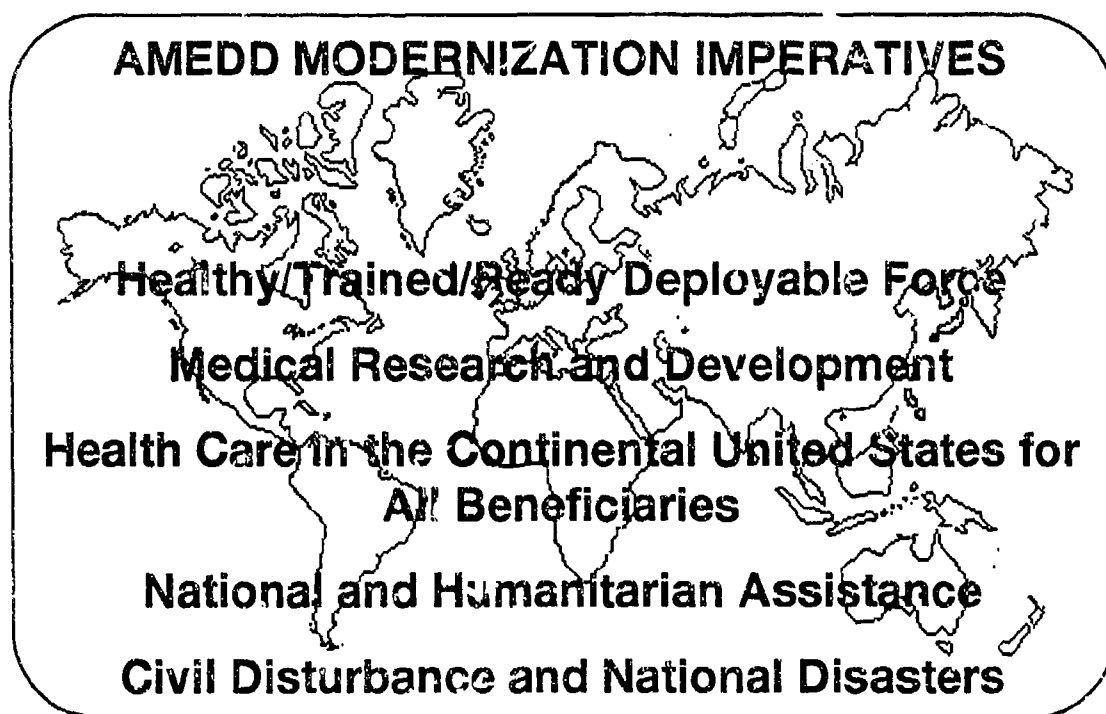 AMEDD MODERNIZATION IMPERATIVES
Healthy/Trained/Ready Deployable Force
Medical Research and Development
Health Care in the Continental United States for
All Beneficiaries
National and Humanitarian Assistance
Civil Disturbance and National Disasters